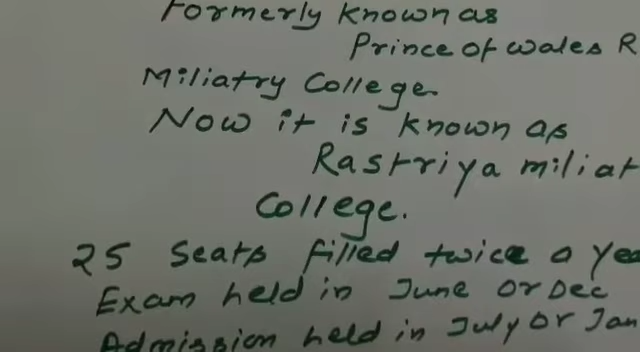 Formerly known as
Prince of wales R
Miliatry College.
Now it is known as
Rastriya miliat
College.
25 Seats filled twice a yea
Exam held in June or Dec
Admission held in July or Jan